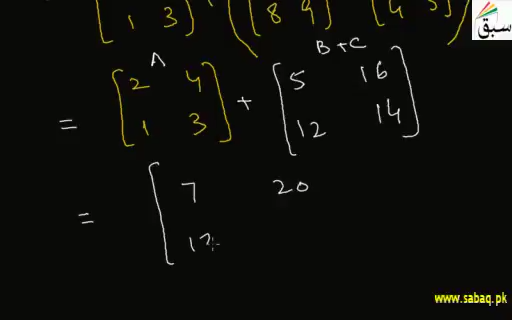 1 3 8 9 4 5
سبق
A B+C
= [2 4 + [5 16
1 3] 12 14]
= [7 20
1
www.sabaq.pk